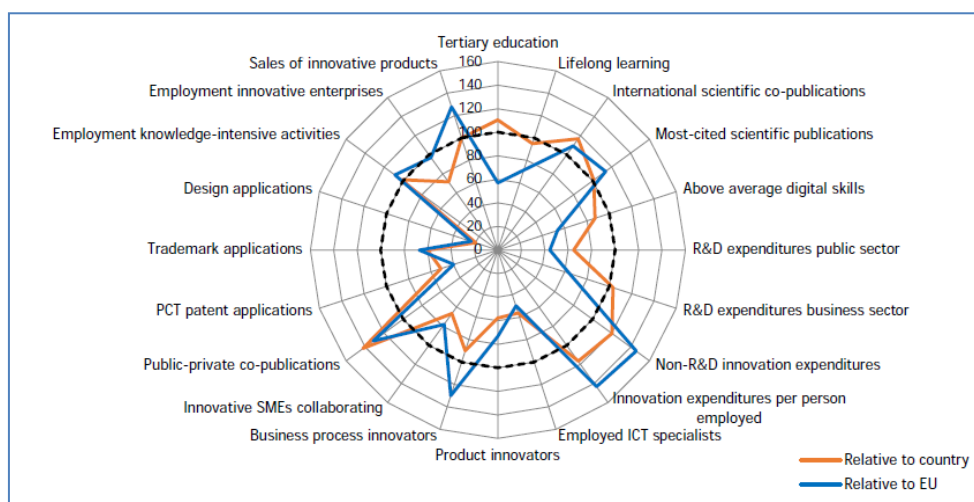 Tertiary education
Sales of innovative products
Lifelong learning
Employment innovative enterprises
International scientific co-publications
Employment knowledge-intensive activities
Most-cited scientific publications
Design applications
Above average digital skills
Trademark applications
R&D expenditures public sector
PCT patent applications
R&D expenditures business sector
Public-private co-publications
Non-R&D innovation expenditures
Innovative SMEs collaborating
Innovation expenditures per person
employed
Business process innovators
Employed ICT specialists
Product innovators
160
140
120
100
80
60
40
20
0
Relative to country
Relative to EU